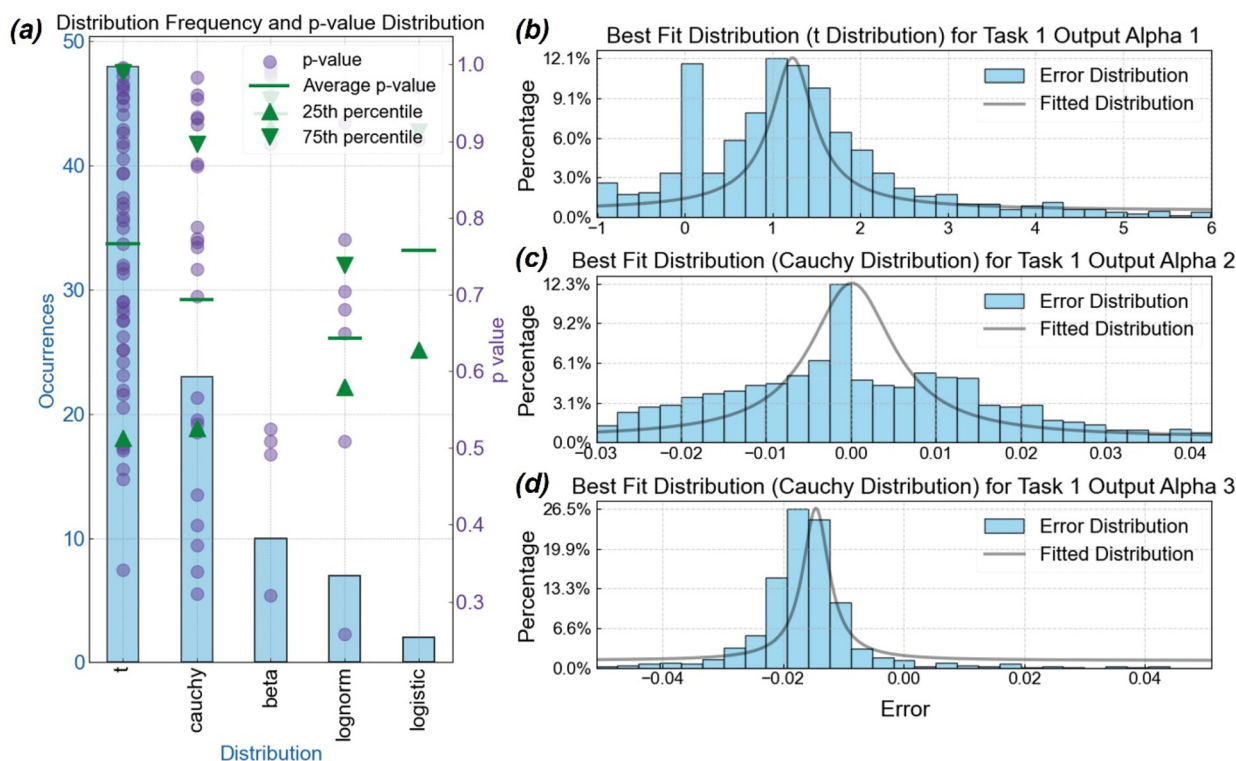 (a)
Distribution Frequency and p-value Distribution
50
40
30
20
10
0
Occurrences
p-value
Average p-value
25th percentile
75th percentile
1.0
0.9
0.8
0.7
0.6
0.5
0.4
0.3
p value
t
cauchy
beta
lognorm
logistic
Distribution
(b)
Best Fit Distribution (t Distribution) for Task 1 Output Alpha 1
12.1%
9.1%
6.0%
3.0%
0.0%
Percentage
Error Distribution
Fitted Distribution
−1 0 1 2 3 4 5 6
(c)
Best Fit Distribution (Cauchy Distribution) for Task 1 Output Alpha 2
12.3%
9.2%
6.1%
3.1%
0.0%
Percentage
Error Distribution
Fitted Distribution
−0.03 −0.02 −0.01 0.00 0.01 0.02 0.03 0.04
(d)
Best Fit Distribution (Cauchy Distribution) for Task 1 Output Alpha 3
26.5%
19.9%
13.3%
6.6%
0.0%
Percentage
Error Distribution
Fitted Distribution
−0.04 −0.02 0.00 0.02 0.04
Error